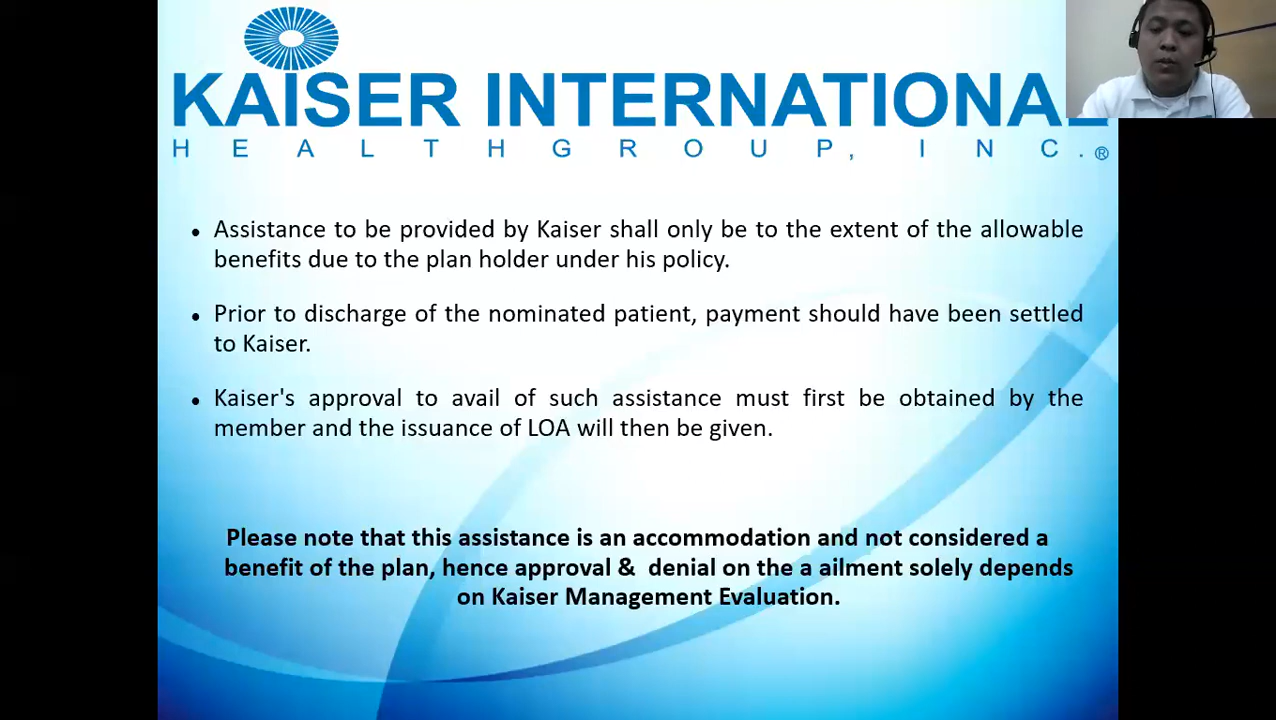 KAISER INTERNATIONAL
HEALTHGROUP, INC.®
• Assistance to be provided by Kaiser shall only be to the extent of the allowable
benefits due to the plan holder under his policy.
• Prior to discharge of the nominated patient, payment should have been settled
to Kaiser.
• Kaiser's approval to avail of such assistance must first be obtained by the
member and the issuance of LOA will then be given.
Please note that this assistance is an accommodation and not considered a
benefit of the plan, hence approval & denial on the a ailment solely depends
on Kaiser Management Evaluation.